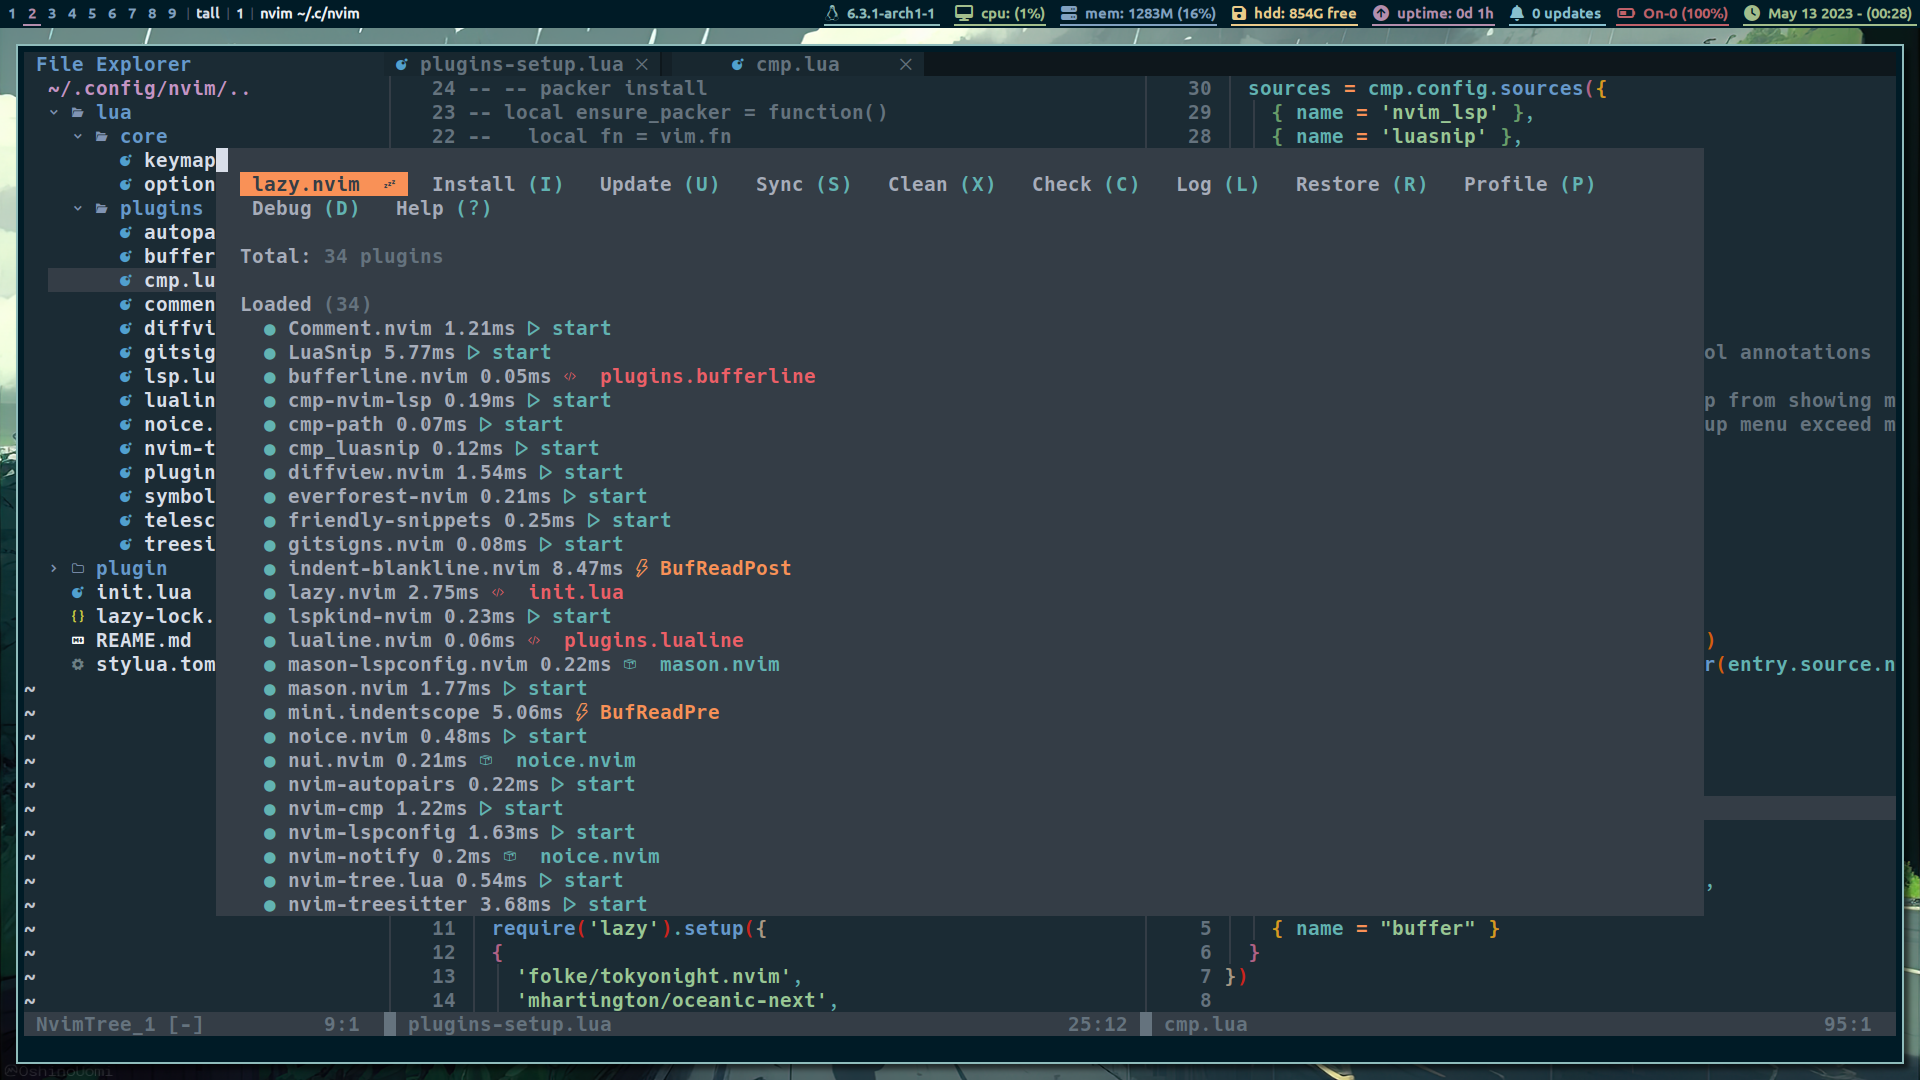 1 2 3 4 5 6 7 8 9 | tall | 1 | nvim ~/.c/nvim
6.3.1-arch1-1 cpu: (1%) mem: 1283M (16%) hdd: 854G free uptime: 0d 1h 0 updates On-0 (100%) May 13 2023 - (00:28)
File Explorer
~/.config/nvim/..
lua
core
keymap
option
plugins
autopa
buffer
cmp.lu
commen
diffvi
gitsig
lsp.lu
lualin
noice.
nvim-t
plugin
symbol
telesc
treesi
plugin
init.lua
{} lazy-lock.
REAME.md
stylua.tom
~
~
~
~
~
~
~
~
~
~
~
~
~
~
NvimTree_1 [-] 9:1
plugins-setup.lua × cmp.lua ×
24 -- -- packer install
23 -- local ensure_packer = function()
22 --   local fn = vim.fn
lazy.nvim zzz Install (I) Update (U) Sync (S) Clean (X) Check (C) Log (L) Restore (R) Profile (P)
Debug (D) Help (?)
Total: 34 plugins
Loaded (34)
● Comment.nvim 1.21ms ▷ start
● LuaSnip 5.77ms ▷ start
● bufferline.nvim 0.05ms </> plugins.bufferline
● cmp-nvim-lsp 0.19ms ▷ start
● cmp-path 0.07ms ▷ start
● cmp_luasnip 0.12ms ▷ start
● diffview.nvim 1.54ms ▷ start
● everforest-nvim 0.21ms ▷ start
● friendly-snippets 0.25ms ▷ start
● gitsigns.nvim 0.08ms ▷ start
● indent-blankline.nvim 8.47ms BufReadPost
● lazy.nvim 2.75ms </> init.lua
● lspkind-nvim 0.23ms ▷ start
● lualine.nvim 0.06ms </> plugins.lualine
● mason-lspconfig.nvim 0.22ms mason.nvim
● mason.nvim 1.77ms ▷ start
● mini.indentscope 5.06ms BufReadPre
● noice.nvim 0.48ms ▷ start
● nui.nvim 0.21ms noice.nvim
● nvim-autopairs 0.22ms ▷ start
● nvim-cmp 1.22ms ▷ start
● nvim-lspconfig 1.63ms ▷ start
● nvim-notify 0.2ms noice.nvim
● nvim-tree.lua 0.54ms ▷ start
● nvim-treesitter 3.68ms ▷ start
11 require('lazy').setup({
12 {
13 'folke/tokyonight.nvim',
14 'mhartington/oceanic-next',
plugins-setup.lua 25:12
30 sources = cmp.config.sources({
29 { name = 'nvim_lsp' },
28 { name = 'luasnip' },
ol annotations
p from showing m
up menu exceed m
)
r(entry.source.n
,
5 { name = "buffer" }
6 }
7 })
8
cmp.lua 95:1
@OshinoUomi